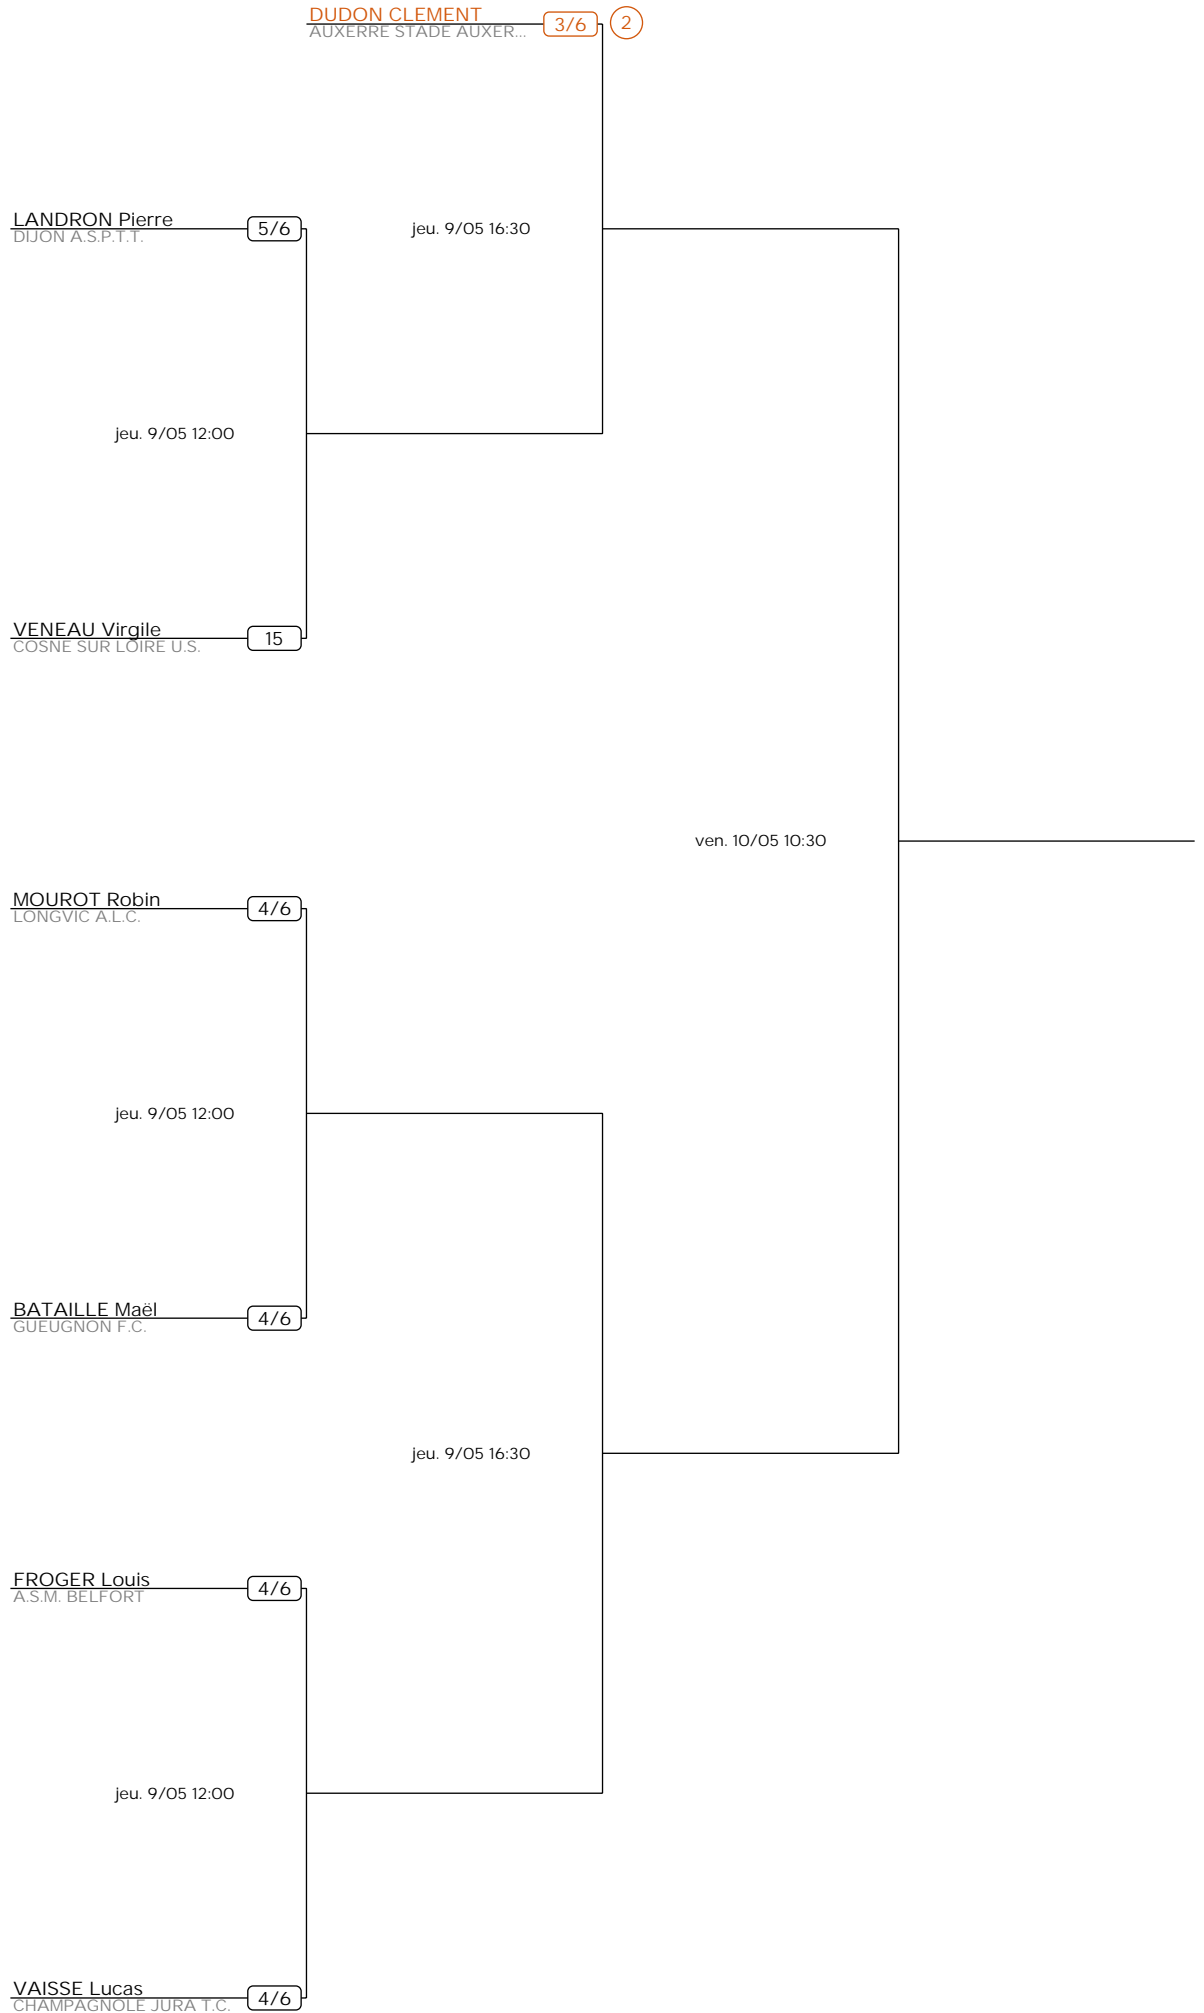 DUDON CLEMENT
AUXERRE STADE AUXER...
3/6
2
LANDRON Pierre
DIJON A.S.P.T.T.
5/6
jeu. 9/05 16:30
jeu. 9/05 12:00
VENEAU Virgile
COSNE SUR LOIRE U.S.
15
ven. 10/05 10:30
MOUROT Robin
LONGVIC A.L.C.
4/6
jeu. 9/05 12:00
BATAILLE Maël
GUEUGNON F.C.
4/6
jeu. 9/05 16:30
FROGER Louis
A.S.M. BELFORT
4/6
jeu. 9/05 12:00
VAISSE Lucas
CHAMPAGNOLE JURA T.C.
4/6